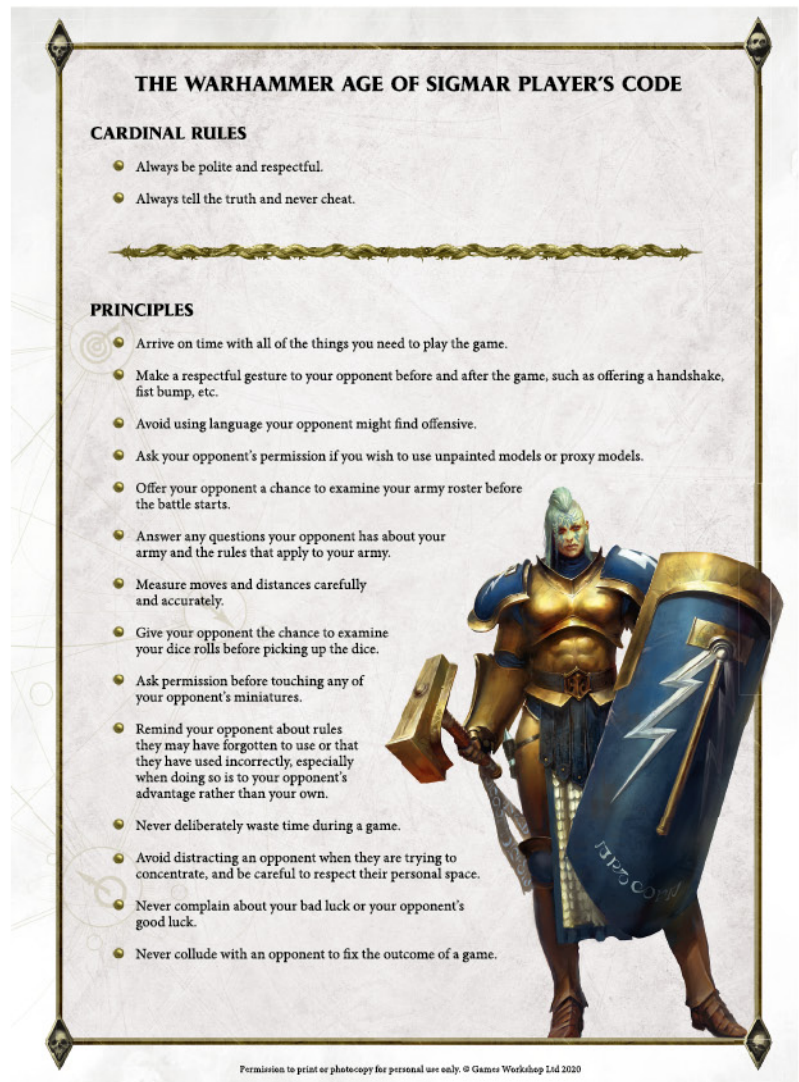 THE WARHAMMER AGE OF SIGMAR PLAYER'S CODE
CARDINAL RULES
Always be polite and respectful.
Always tell the truth and never cheat.
PRINCIPLES
Arrive on time with all of the things you need to play the game.
Make a respectful gesture to your opponent before and after the game, such as offering a handshake,
fist bump, etc.
Avoid using language your opponent might find offensive.
Ask your opponent's permission if you wish to use unpainted models or proxy models.
Offer your opponent a chance to examine your army roster before
the battle starts.
Answer any questions your opponent has about your
army and the rules that apply to your army.
Measure moves and distances carefully
and accurately.
Give your opponent the chance to examine
your dice rolls before picking up the dice.
Ask permission before touching any of
your opponent's miniatures.
Remind your opponent about rules
they may have forgotten to use or that
they have used incorrectly, especially
when doing so is to your opponent's
advantage rather than your own.
Never deliberately waste time during a game.
Avoid distracting an opponent when they are trying to
concentrate, and be careful to respect their personal space.
Never complain about your bad luck or your opponent's
good luck.
Never collude with an opponent to fix the outcome of a game.
Permission to print or photocopy for personal use only. © Games Workshop Ltd 2020